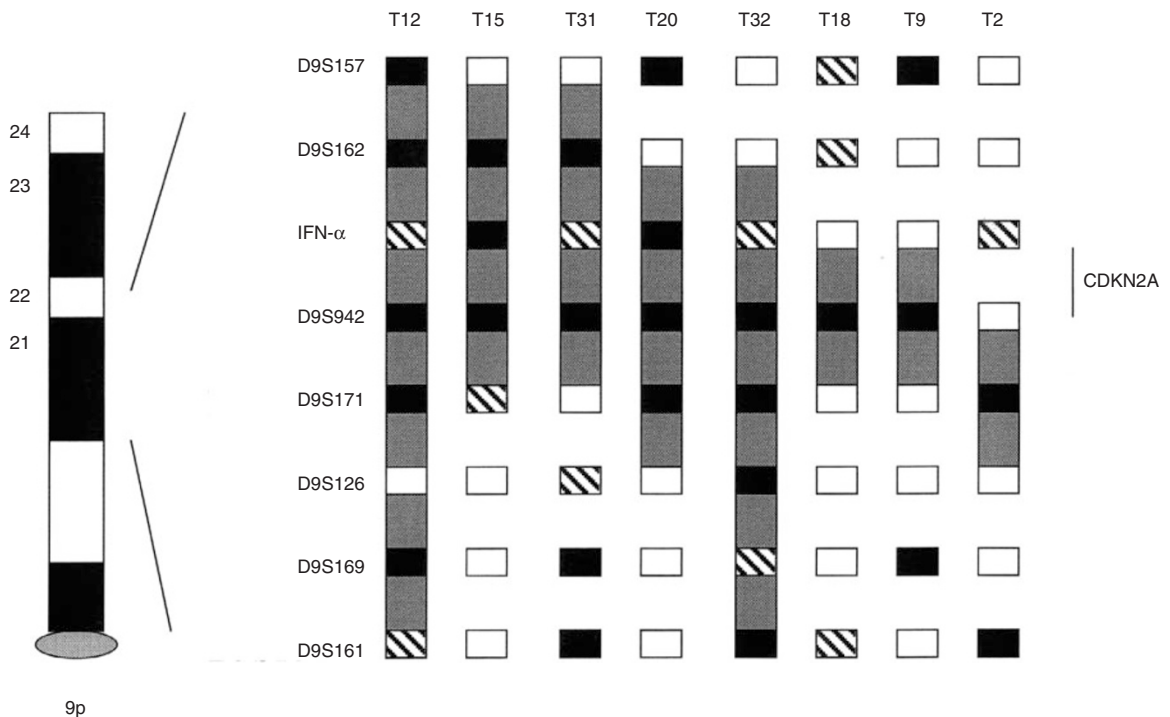 T12 T15 T31 T20 T32 T18 T9 T2
D9S157
24
D9S162
23
IFN-α
CDKN2A
22
D9S942
21
D9S171
D9S126
D9S169
D9S161
9p